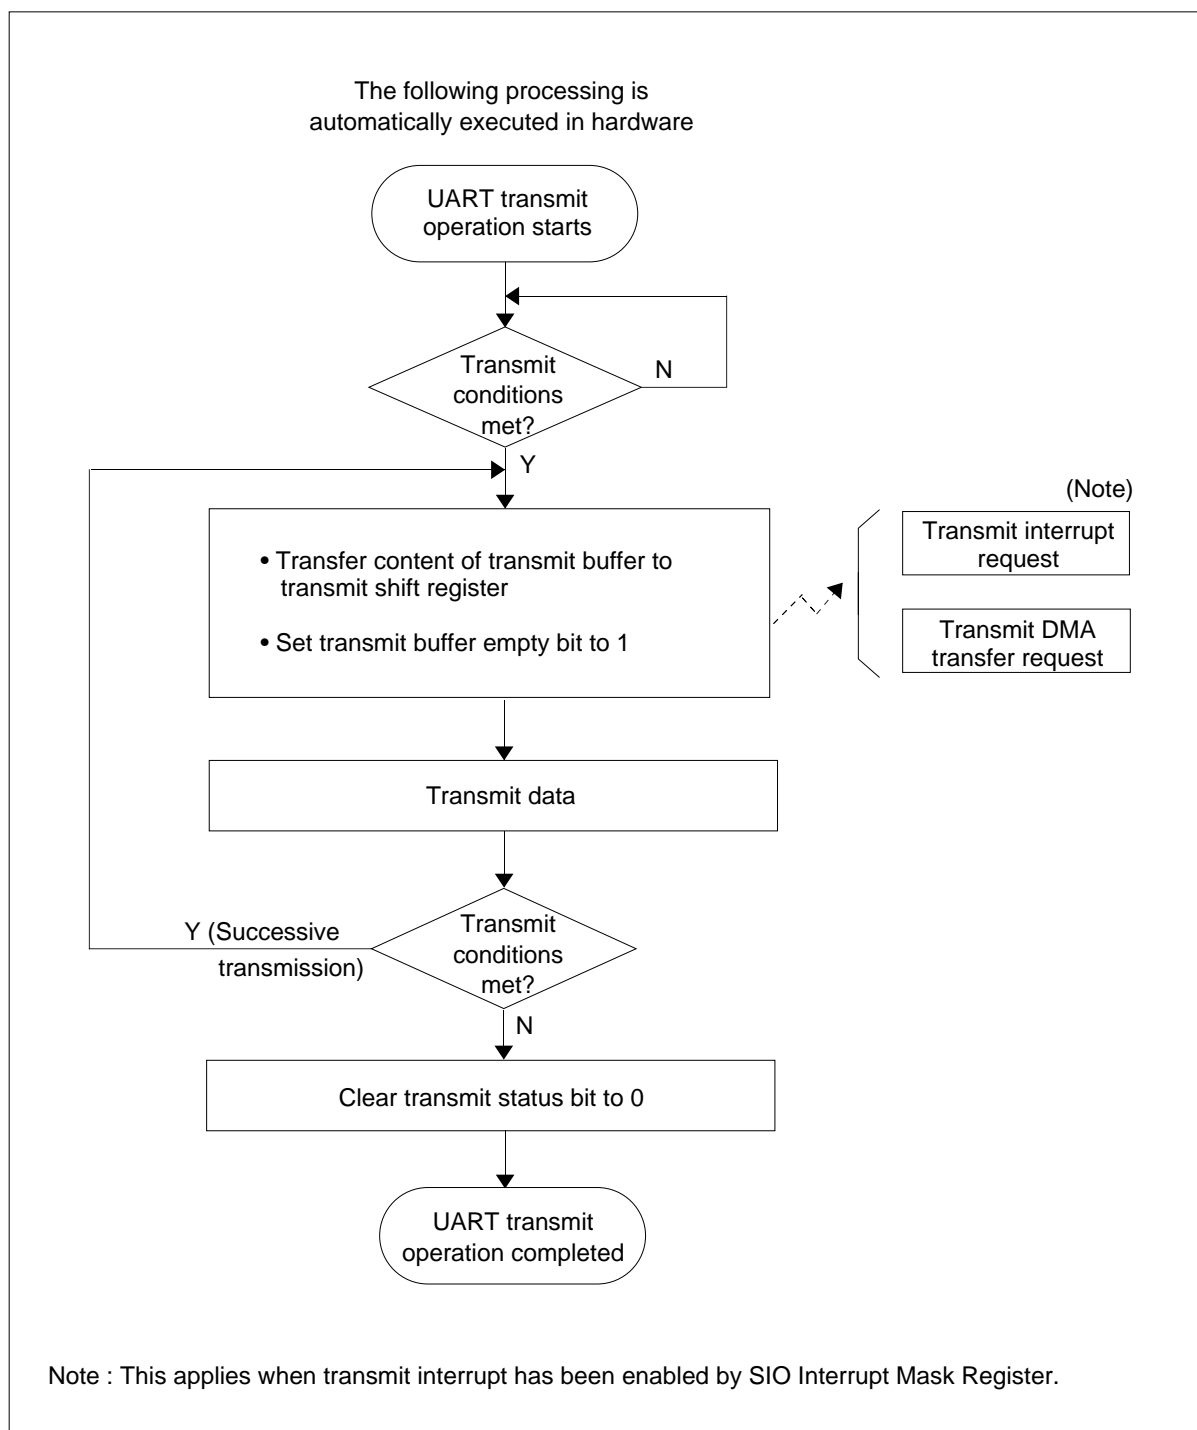 The following processing is
automatically executed in hardware
UART transmit
operation starts
Transmit
conditions
met?
N
Y
(Note)
Transmit interrupt
request
• Transfer content of transmit buffer to
transmit shift register
• Set transmit buffer empty bit to 1
Transmit DMA
transfer request
Transmit data
Transmit
conditions
met?
Y (Successive
transmission)
N
Clear transmit status bit to 0
UART transmit
operation completed
Note : This applies when transmit interrupt has been enabled by SIO Interrupt Mask Register.